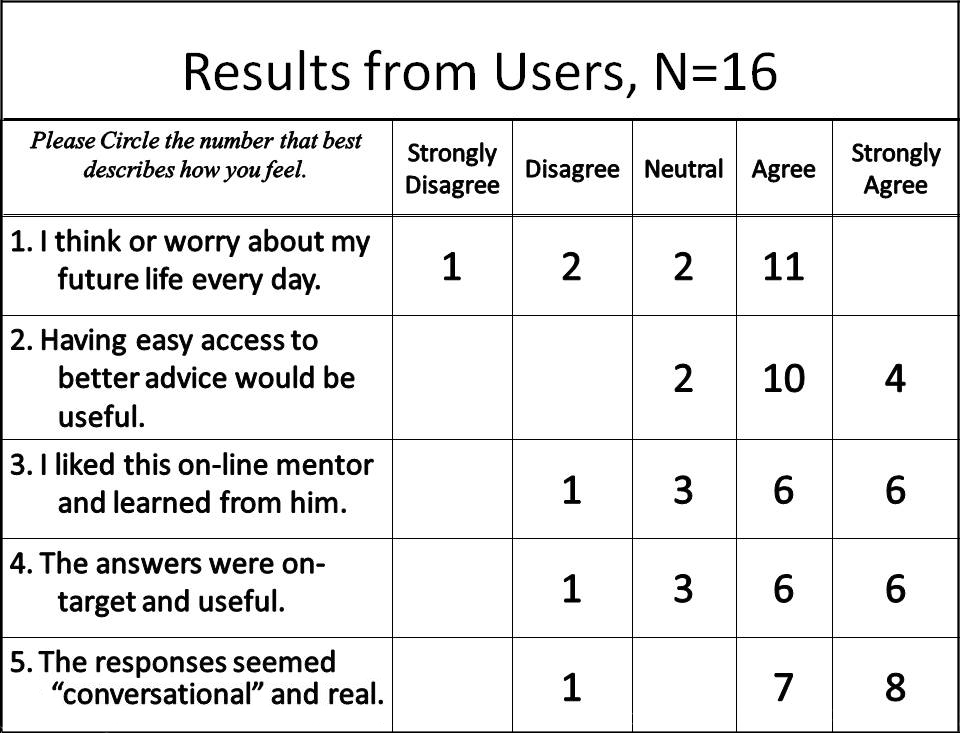 Results from Users, N=16
Please Circle the number that best
describes how you feel.
Strongly
Disagree
Disagree
Neutral
Agree
Strongly
Agree
1. I think or worry about my
future life every day.
1 2 2 11
2. Having easy access to
better advice would be
useful.
2 10 4
3. I liked this on-line mentor
and learned from him.
1 3 6 6
4. The answers were on-
target and useful.
1 3 6 6
5. The responses seemed
“conversational” and real.
1 7 8